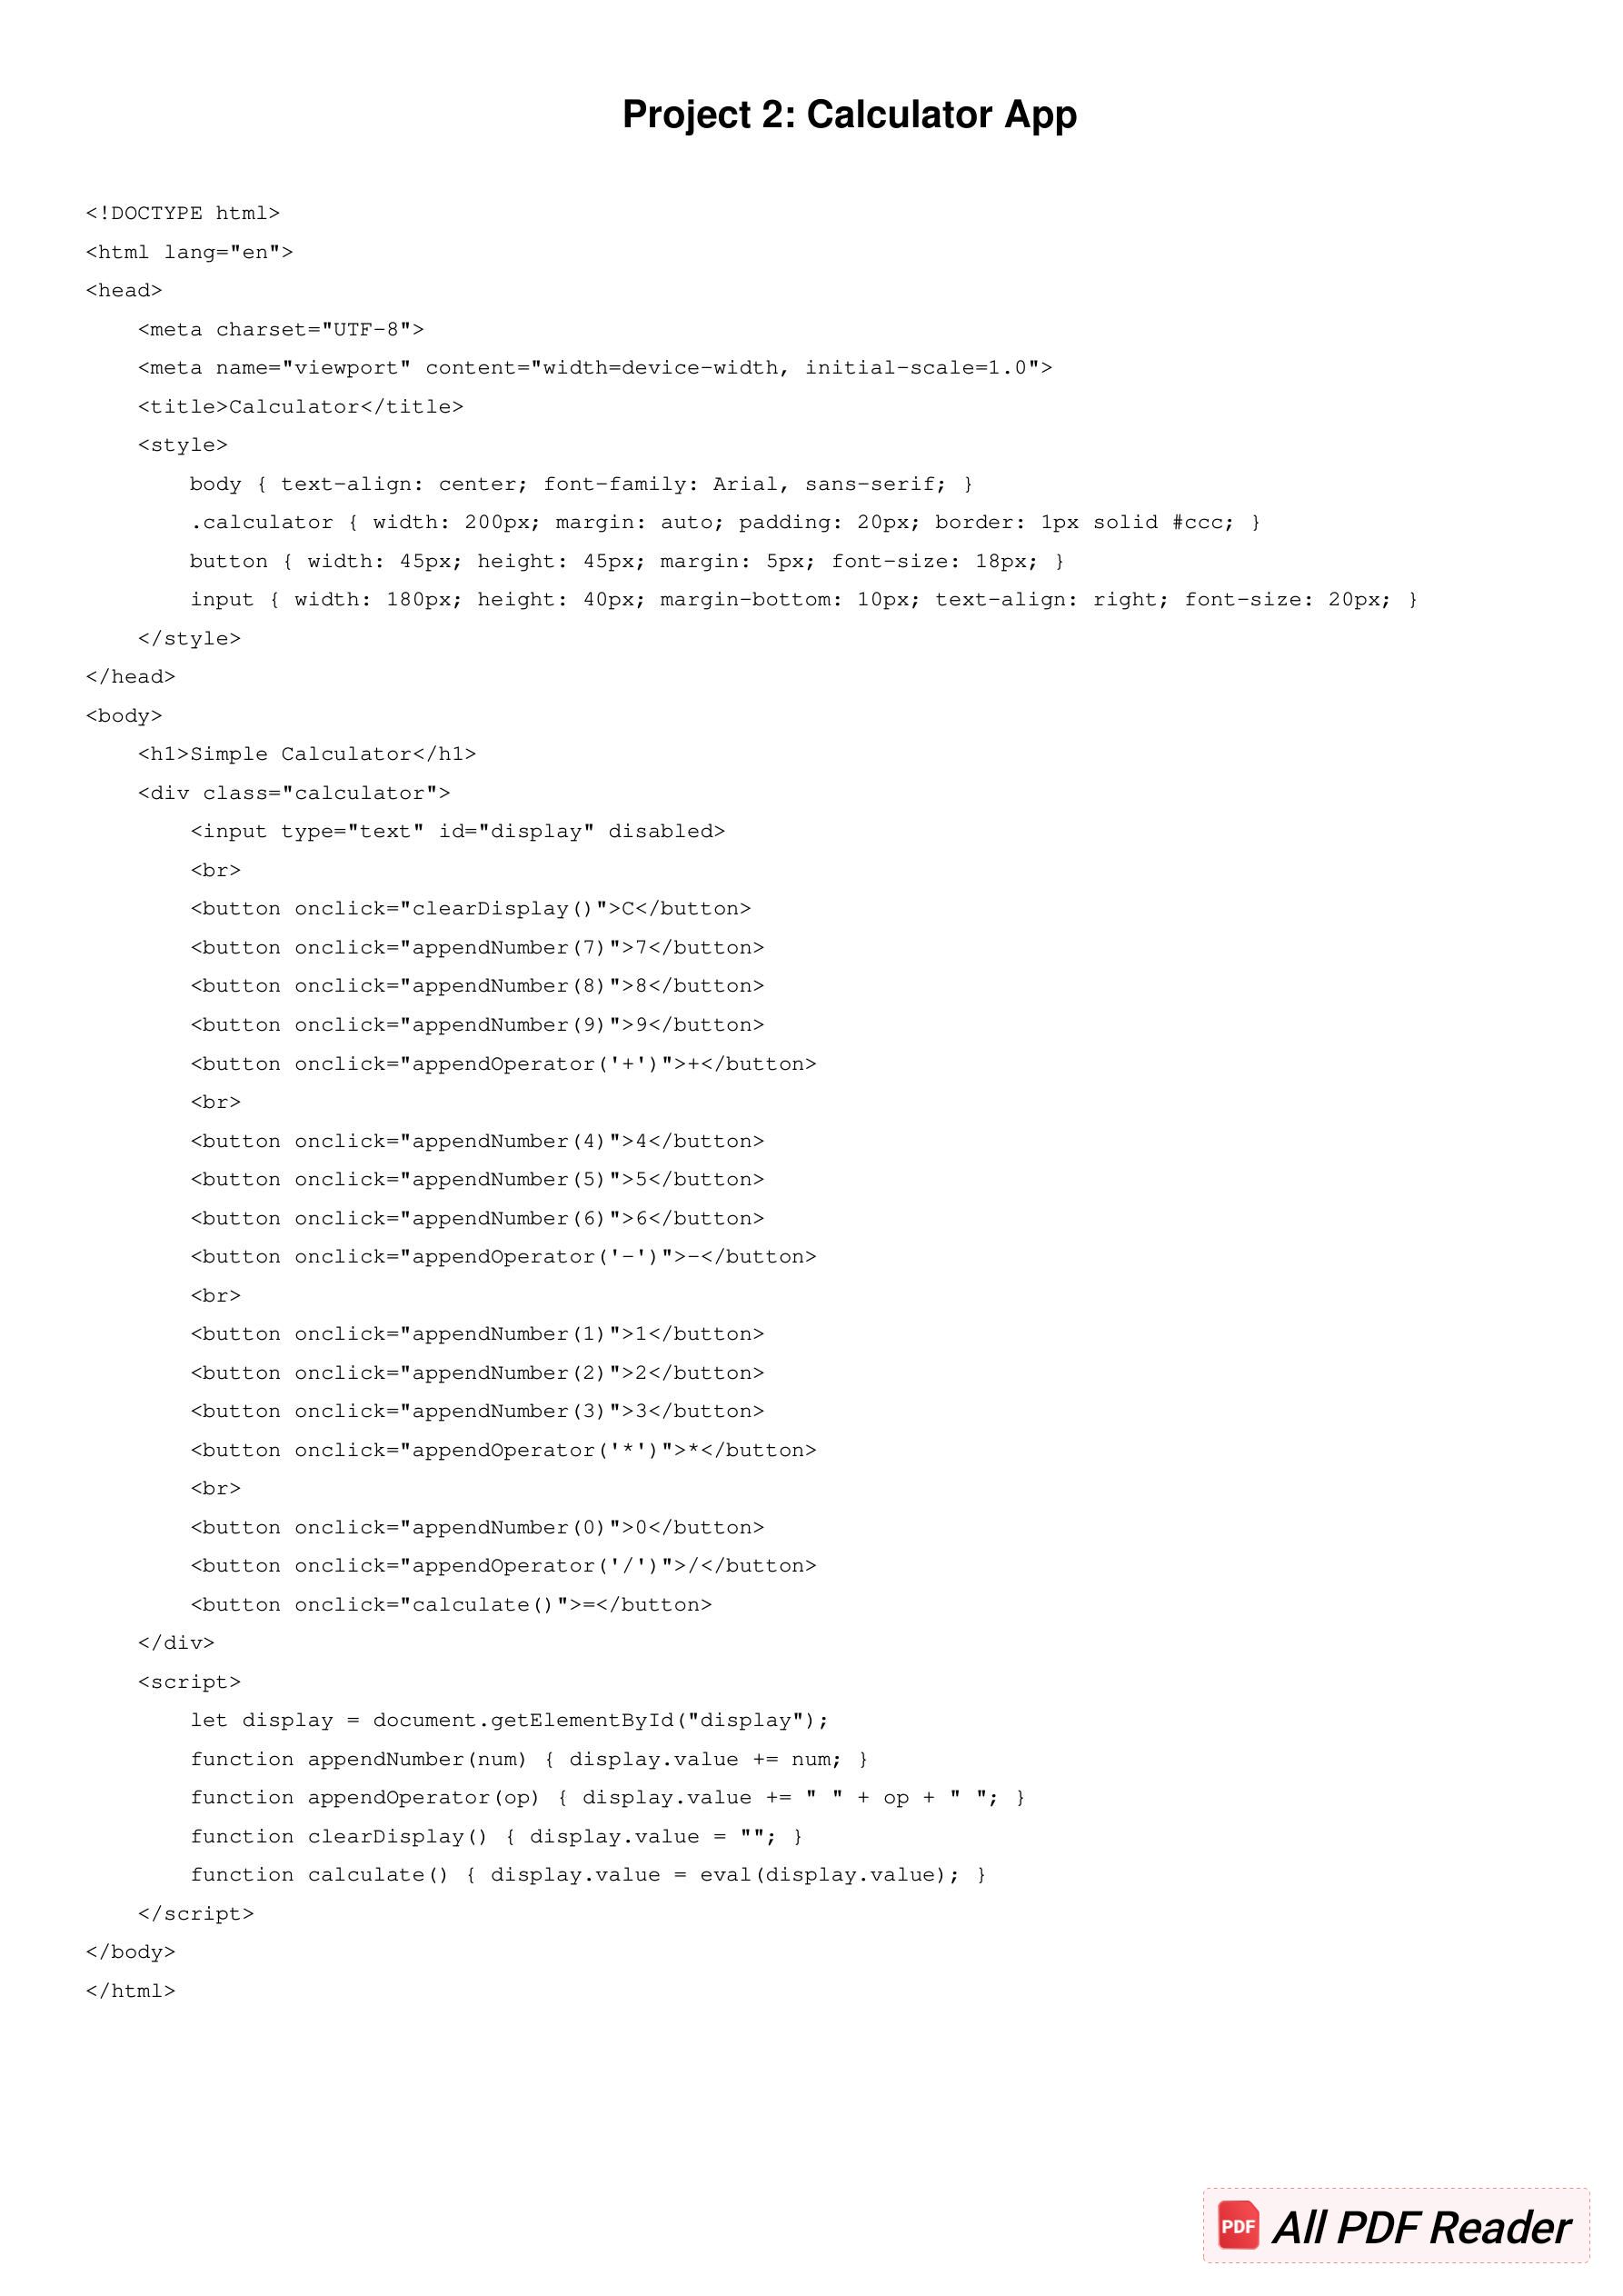 Project 2: Calculator App
<!DOCTYPE html>
<html lang="en">
<head>
    <meta charset="UTF-8">
    <meta name="viewport" content="width=device-width, initial-scale=1.0">
    <title>Calculator</title>
    <style>
        body { text-align: center; font-family: Arial, sans-serif; }
        .calculator { width: 200px; margin: auto; padding: 20px; border: 1px solid #ccc; }
        button { width: 45px; height: 45px; margin: 5px; font-size: 18px; }
        input { width: 180px; height: 40px; margin-bottom: 10px; text-align: right; font-size: 20px; }
    </style>
</head>
<body>
    <h1>Simple Calculator</h1>
    <div class="calculator">
        <input type="text" id="display" disabled>
        <br>
        <button onclick="clearDisplay()">C</button>
        <button onclick="appendNumber(7)">7</button>
        <button onclick="appendNumber(8)">8</button>
        <button onclick="appendNumber(9)">9</button>
        <button onclick="appendOperator('+')">+</button>
        <br>
        <button onclick="appendNumber(4)">4</button>
        <button onclick="appendNumber(5)">5</button>
        <button onclick="appendNumber(6)">6</button>
        <button onclick="appendOperator('-')">-</button>
        <br>
        <button onclick="appendNumber(1)">1</button>
        <button onclick="appendNumber(2)">2</button>
        <button onclick="appendNumber(3)">3</button>
        <button onclick="appendOperator('*')">*</button>
        <br>
        <button onclick="appendNumber(0)">0</button>
        <button onclick="appendOperator('/')">/</button>
        <button onclick="calculate()">=</button>
    </div>
    <script>
        let display = document.getElementById("display");
        function appendNumber(num) { display.value += num; }
        function appendOperator(op) { display.value += " " + op + " "; }
        function clearDisplay() { display.value = ""; }
        function calculate() { display.value = eval(display.value); }
    </script>
</body>
</html>
PDF All PDF Reader